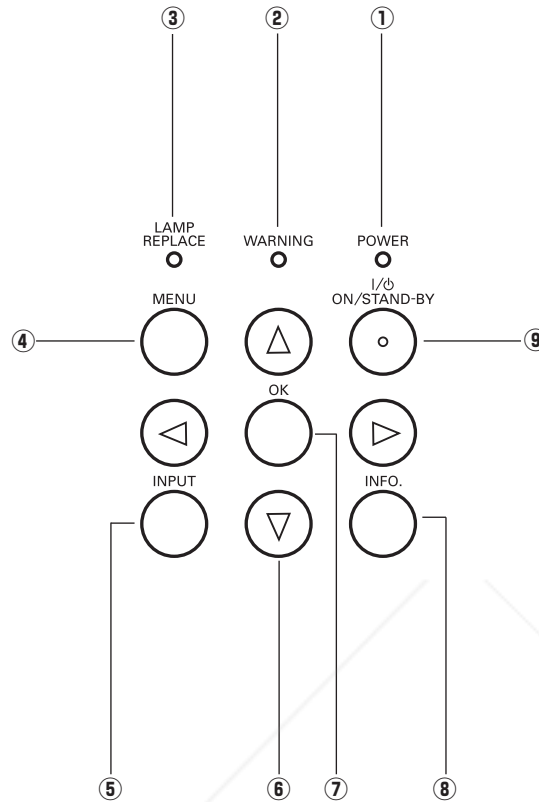 ③ ② ①
LAMP
REPLACE
WARNING
POWER
I/⏻
ON/STAND-BY
MENU
④
⑨
OK
INPUT
INFO.
⑤ ⑥ ⑦ ⑧